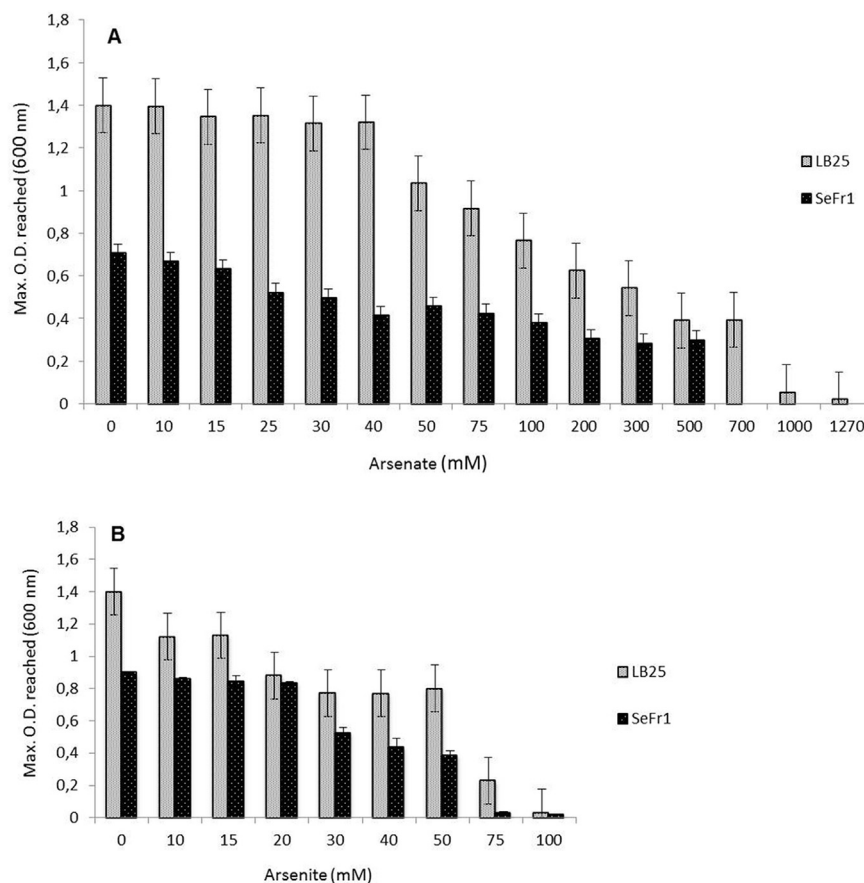 A
Max. O.D. reached (600 nm)
1,8
1,6
1,4
1,2
1
0,8
0,6
0,4
0,2
0
0 10 15 25 30 40 50 75 100 200 300 500 700 1000 1270
Arsenate (mM)
LB25
SeFr1
B
Max. O.D. reached (600 nm)
1,8
1,6
1,4
1,2
1
0,8
0,6
0,4
0,2
0
0 10 15 20 30 40 50 75 100
Arsenite (mM)
LB25
SeFr1